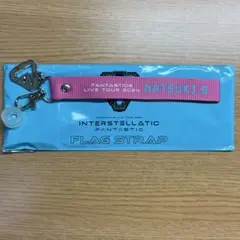 FANTASTICS
LIVE TOUR 2024
NATSUKI.S
INTERSTELLATIC
FANTASTIC
FLAG STRAP